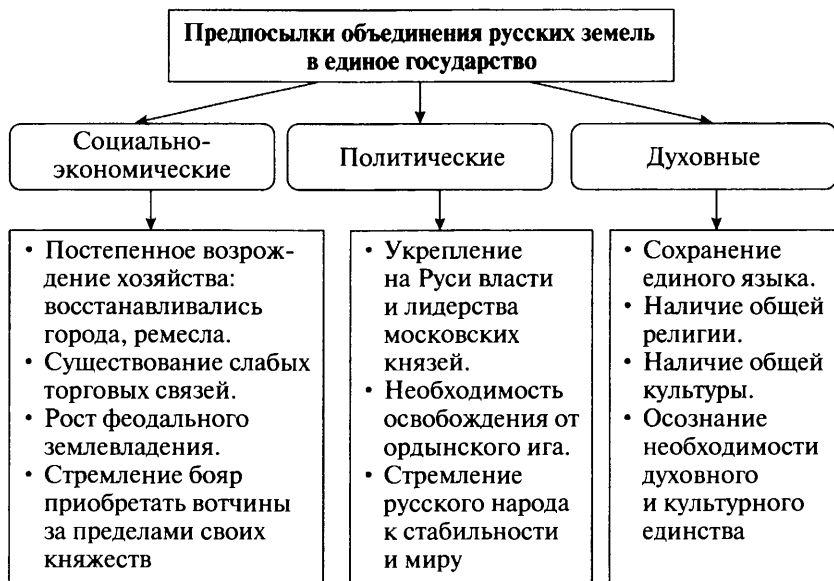 Предпосылки объединения русских земель
в единое государство
Социально-
экономические
Политические
Духовные
• Постепенное возрож-
дение хозяйства:
восстанавливались
города, ремесла.
• Существование слабых
торговых связей.
• Рост феодального
землевладения.
• Стремление бояр
приобретать вотчины
за пределами своих
княжеств
• Укрепление
на Руси власти
и лидерства
московских
князей.
• Необходимость
освобождения от
ордынского ига.
• Стремление
русского народа
к стабильности
и миру
• Сохранение
единого языка.
• Наличие общей
религии.
• Наличие общей
культуры.
• Осознание
необходимости
духовного
и культурного
единства